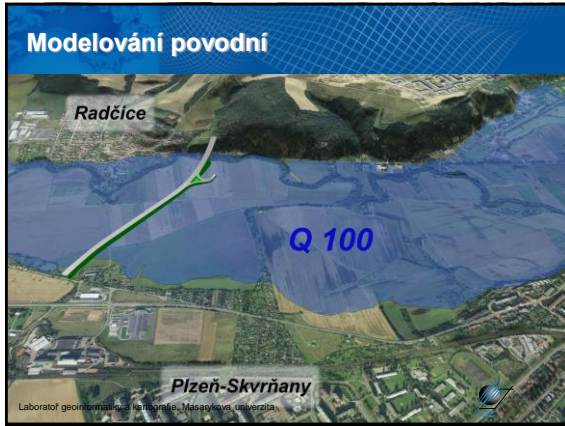 Modelování povodní
Radčice
Q 100
Plzeň-Skvrňany
Laboratoř geoinformatiky a kartografie, Masarykova univerzita